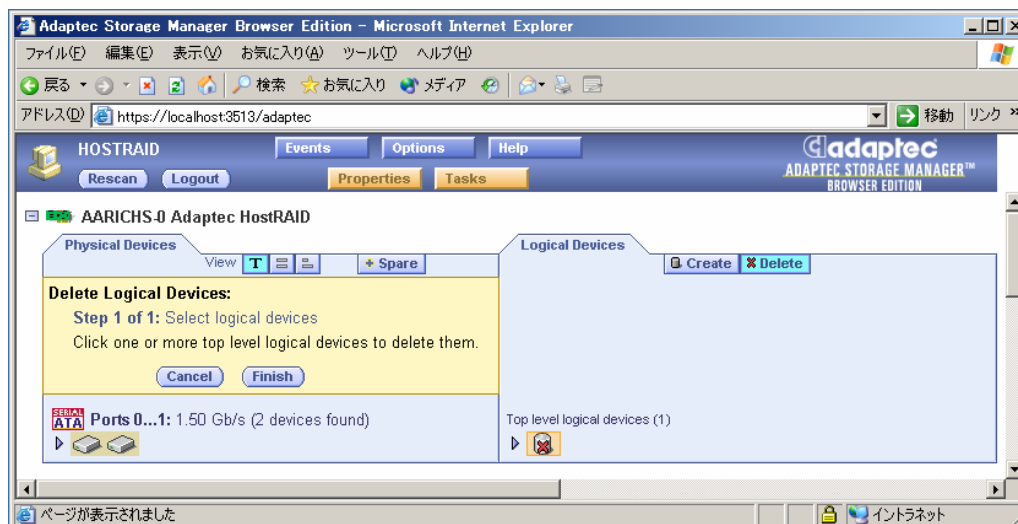 Adaptec Storage Manager Browser Edition - Microsoft Internet Explorer
ファイル(F) 編集(E) 表示(V) お気に入り(A) ツール(T) ヘルプ(H)
戻る 検索 お気に入り メディア
アドレス(D) https://localhost:3513/adaptec 移動 リンク »
HOSTRAID Events Options Help adaptec
Rescan Logout Properties Tasks ADAPTEC STORAGE MANAGER™
BROWSER EDITION
AARICHS-0 Adaptec HostRAID
Physical Devices Logical Devices
View T + Spare Create Delete
Delete Logical Devices:
Step 1 of 1: Select logical devices
Click one or more top level logical devices to delete them.
Cancel Finish
SERIAL ATA Ports 0...1: 1.50 Gb/s (2 devices found) Top level logical devices (1)
ページが表示されました イントラネット